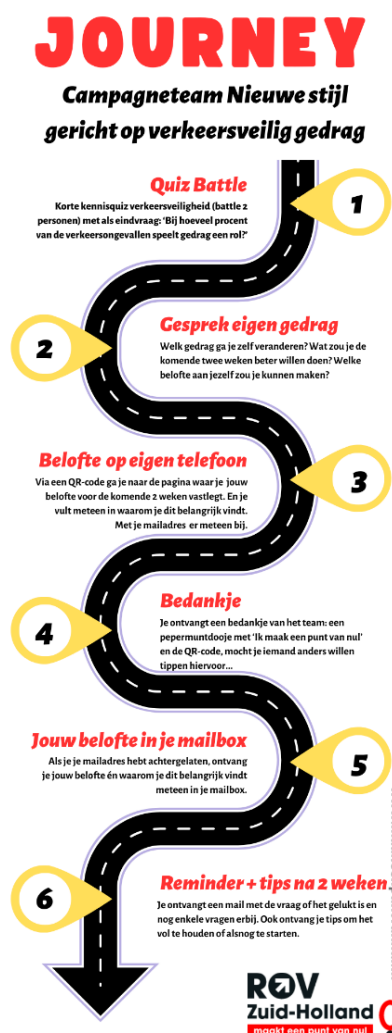 JOURNEY
Campagneteam Nieuwe stijl
gericht op verkeersveilig gedrag
Quiz Battle
Korte kennisquiz verkeersveiligheid (battle 2
personen) met als eindvraag: 'Bij hoeveel procent
van de verkeersongevallen speelt gedrag een rol?'
1
2
Gesprek eigen gedrag
Welk gedrag ga je zelf veranderen? Wat zou je de
komende twee weken beter willen doen? Welke
belofte aan jezelf zou je kunnen maken?
Belofte op eigen telefoon
Via een QR-code ga je naar de pagina waar je jouw
belofte voor de komende 2 weken vastlegt. En je
vult meteen in waarom je dit belangrijk vindt.
Met je mailadres er meteen bij.
3
4
Bedankje
Je ontvangt een bedankje van het team: een
pepermuntdooje met 'Ik maak een punt van nul'
en de QR-code, mocht je iemand anders willen
tippen hiervoor...
Jouw belofte in je mailbox
Als je je mailadres hebt achtergelaten, ontvang
je jouw belofte én waarom je dit belangrijk vindt
meteen in je mailbox.
5
6
Reminder + tips na 2 weken
Je ontvangt een mail met de vraag of het gelukt is en
nog enkele vragen erbij. Ook ontvang je tips om het
vol te houden of alsnog te starten.
ROV
Zuid-Holland
maakt een punt van nul